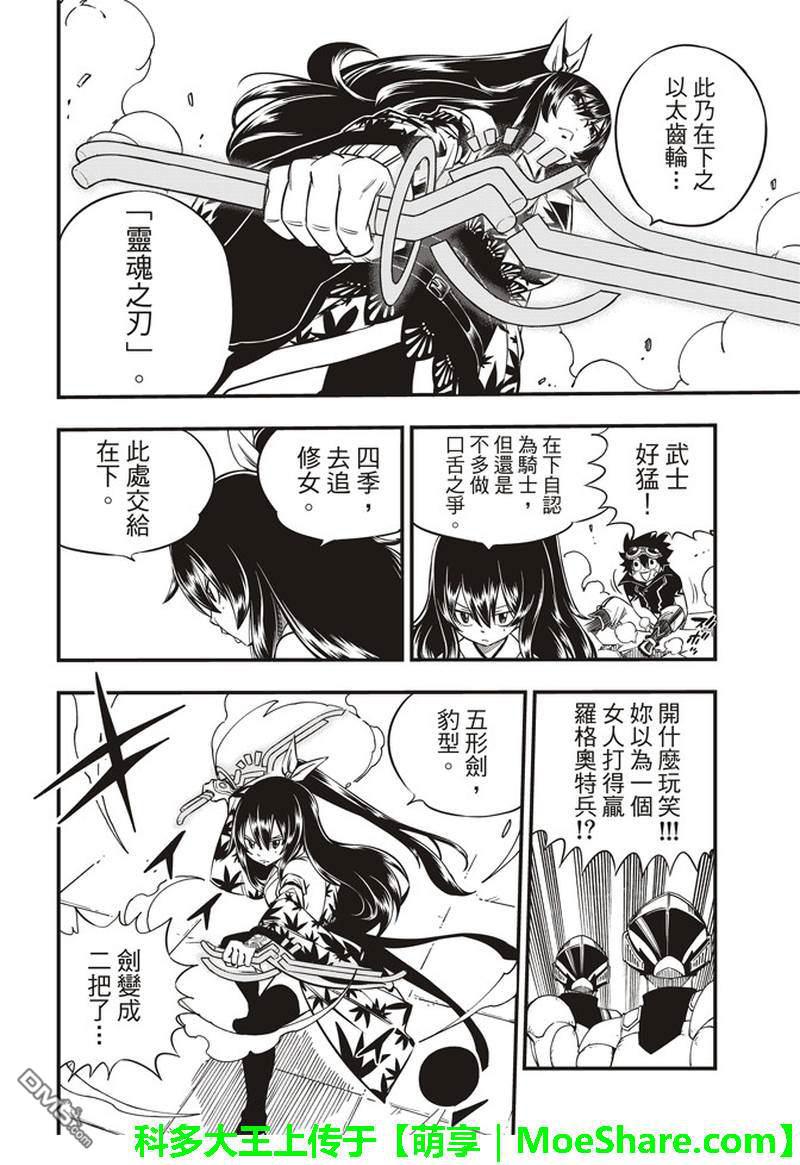 此乃在下之
以太齒輪…
「靈魂之刃」。
武士
好猛！
在下自認
為騎士，
但還是
不多做
口舌之爭。
四季，
去追
修女。
此處交給
在下。
開什麼玩笑!!!
妳以為一個
女人打得贏
羅格奧特兵!?
五形劍，
豹型。
劍變成
二把了…
DM5.COM
科多大王上传于【萌享｜MoeShare.com】